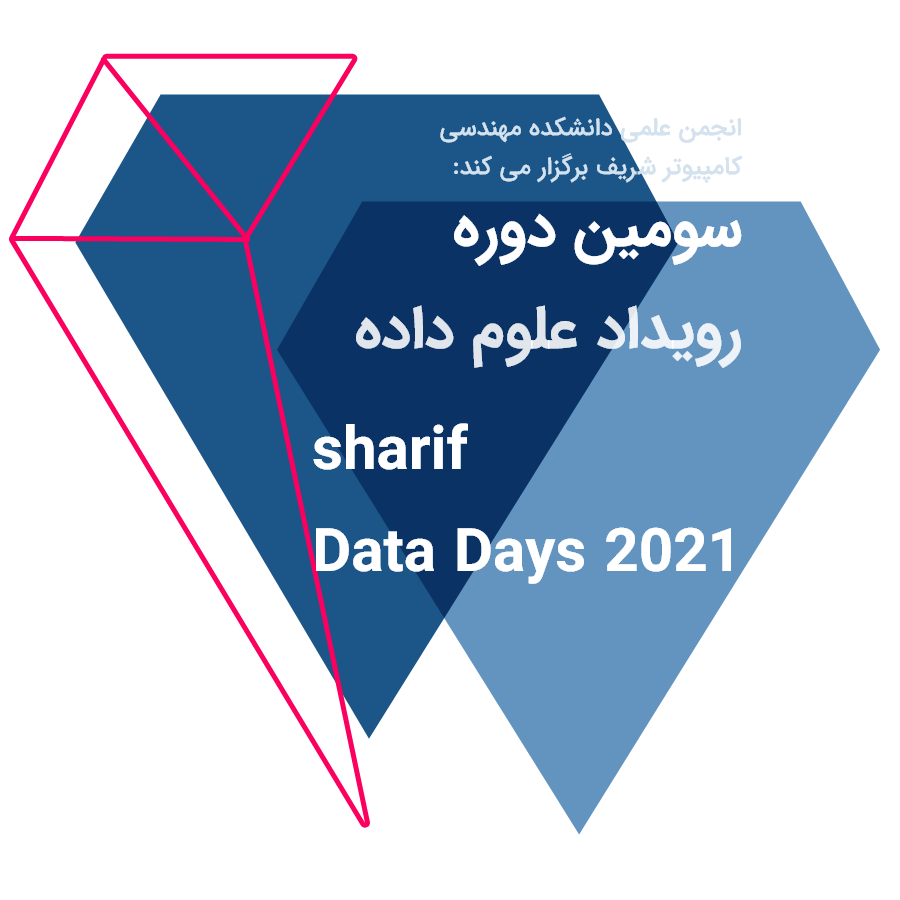 انجمن علمی دانشکده مهندسی
کامپیوتر شریف برگزار می کند:
سومین دوره
رویداد علوم داده
sharif
Data Days 2021